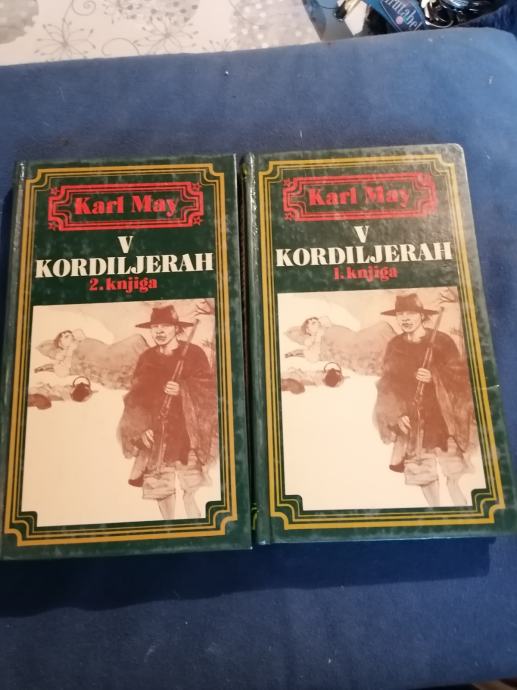 Karl May
V
KORDILJERAH
2. knjiga
Karl May
V
KORDILJERAH
1. knjiga